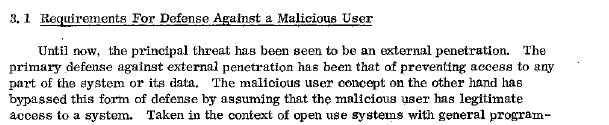 3.1 Requirements For Defense Against a Malicious User
Until now, the principal threat has been seen to be an external penetration. The
primary defense against external penetration has been that of preventing access to any
part of the system or its data. The malicious user concept on the other hand has
bypassed this form of defense by assuming that the malicious user has legitimate
access to a system. Taken in the context of open use systems with general program-